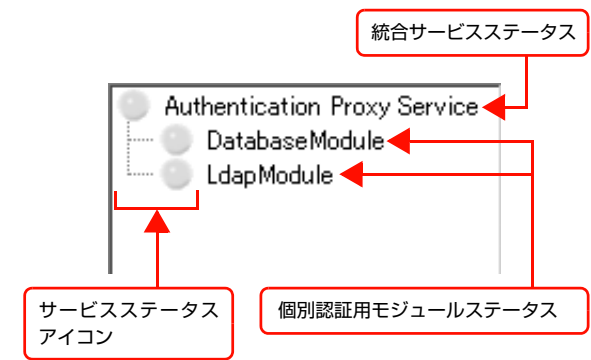 統合サービスステータス
Authentication Proxy Service
DatabaseModule
LdapModule
サービスステータス
アイコン
個別認証用モジュールステータス